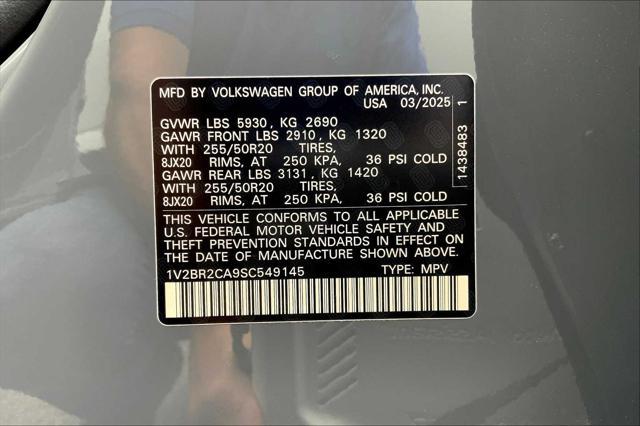 MFD BY VOLKSWAGEN GROUP OF AMERICA, INC.
USA 03/2025
GVWR LBS 5930, KG 2690
GAWR FRONT LBS 2910, KG 1320
WITH 255/50R20 TIRES,
8JX20 RIMS, AT 250 KPA, 36 PSI COLD
GAWR REAR LBS 3131, KG 1420
WITH 255/50R20 TIRES,
8JX20 RIMS, AT 250 KPA, 36 PSI COLD
THIS VEHICLE CONFORMS TO ALL APPLICABLE
U.S. FEDERAL MOTOR VEHICLE SAFETY AND
THEFT PREVENTION STANDARDS IN EFFECT ON
THE DATE OF MANUFACTURE SHOWN ABOVE.
1V2BR2CA9SC549145 TYPE: MPV
1438483 1